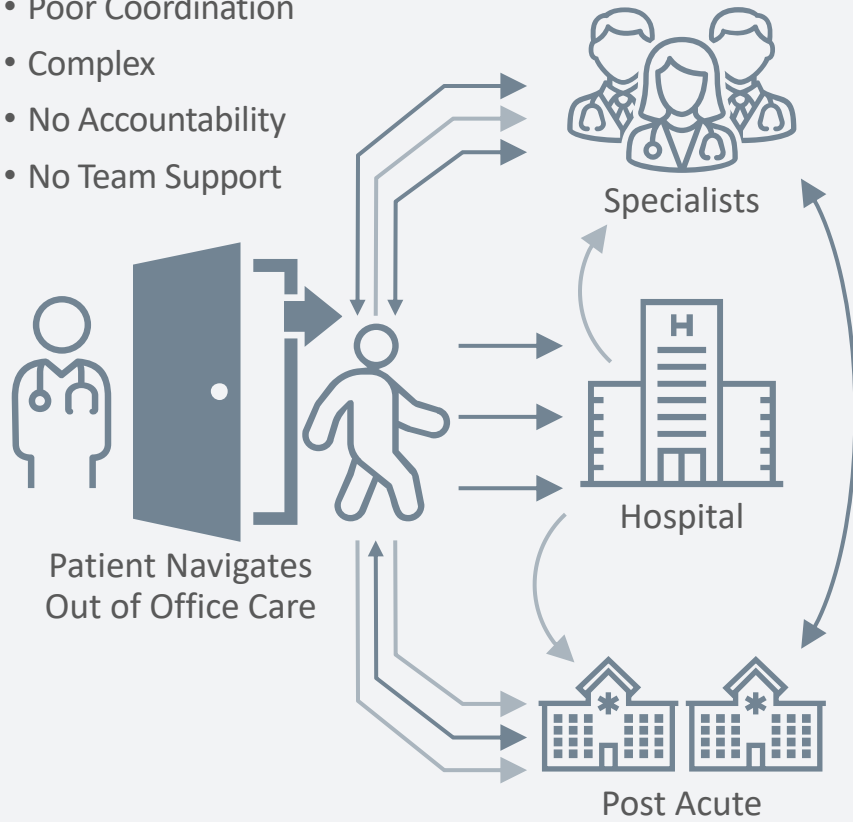 • Poor Coordination
• Complex
• No Accountability
• No Team Support
Specialists
H
Hospital
Patient Navigates
Out of Office Care
Post Acute